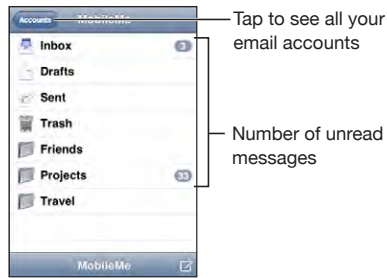 Accounts
MobileMe
Tap to see all your
email accounts
Inbox
3
Drafts
Sent
Trash
Friends
Projects
33
Travel
Number of unread
messages
MobileMe